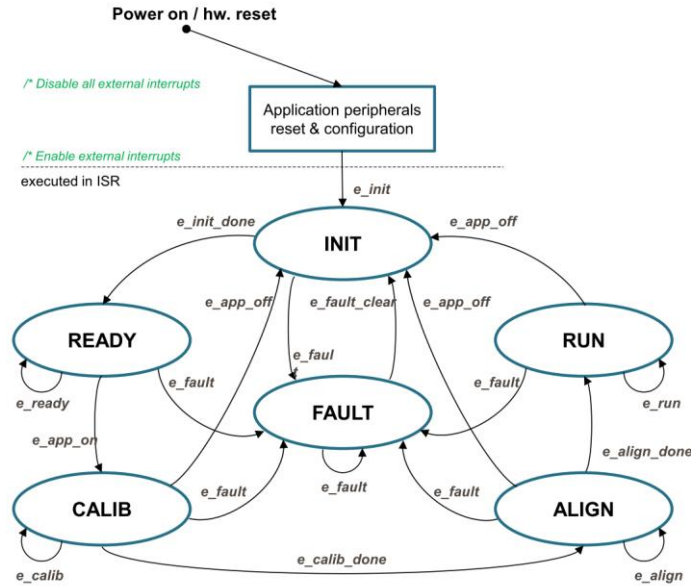 Power on / hw. reset
/* Disable all external interrupts
Application peripherals
reset & configuration
/* Enable external interrupts
executed in ISR
e_init
e_init_done
e_app_off
INIT
e_app_off
e_fault_clear
e_app_off
READY
RUN
e_faul
t
e_fault
e_fault
e_ready
FAULT
e_run
e_app_on
e_align_done
e_fault
e_fault
e_fault
CALIB
ALIGN
e_calib_done
e_calib
e_align